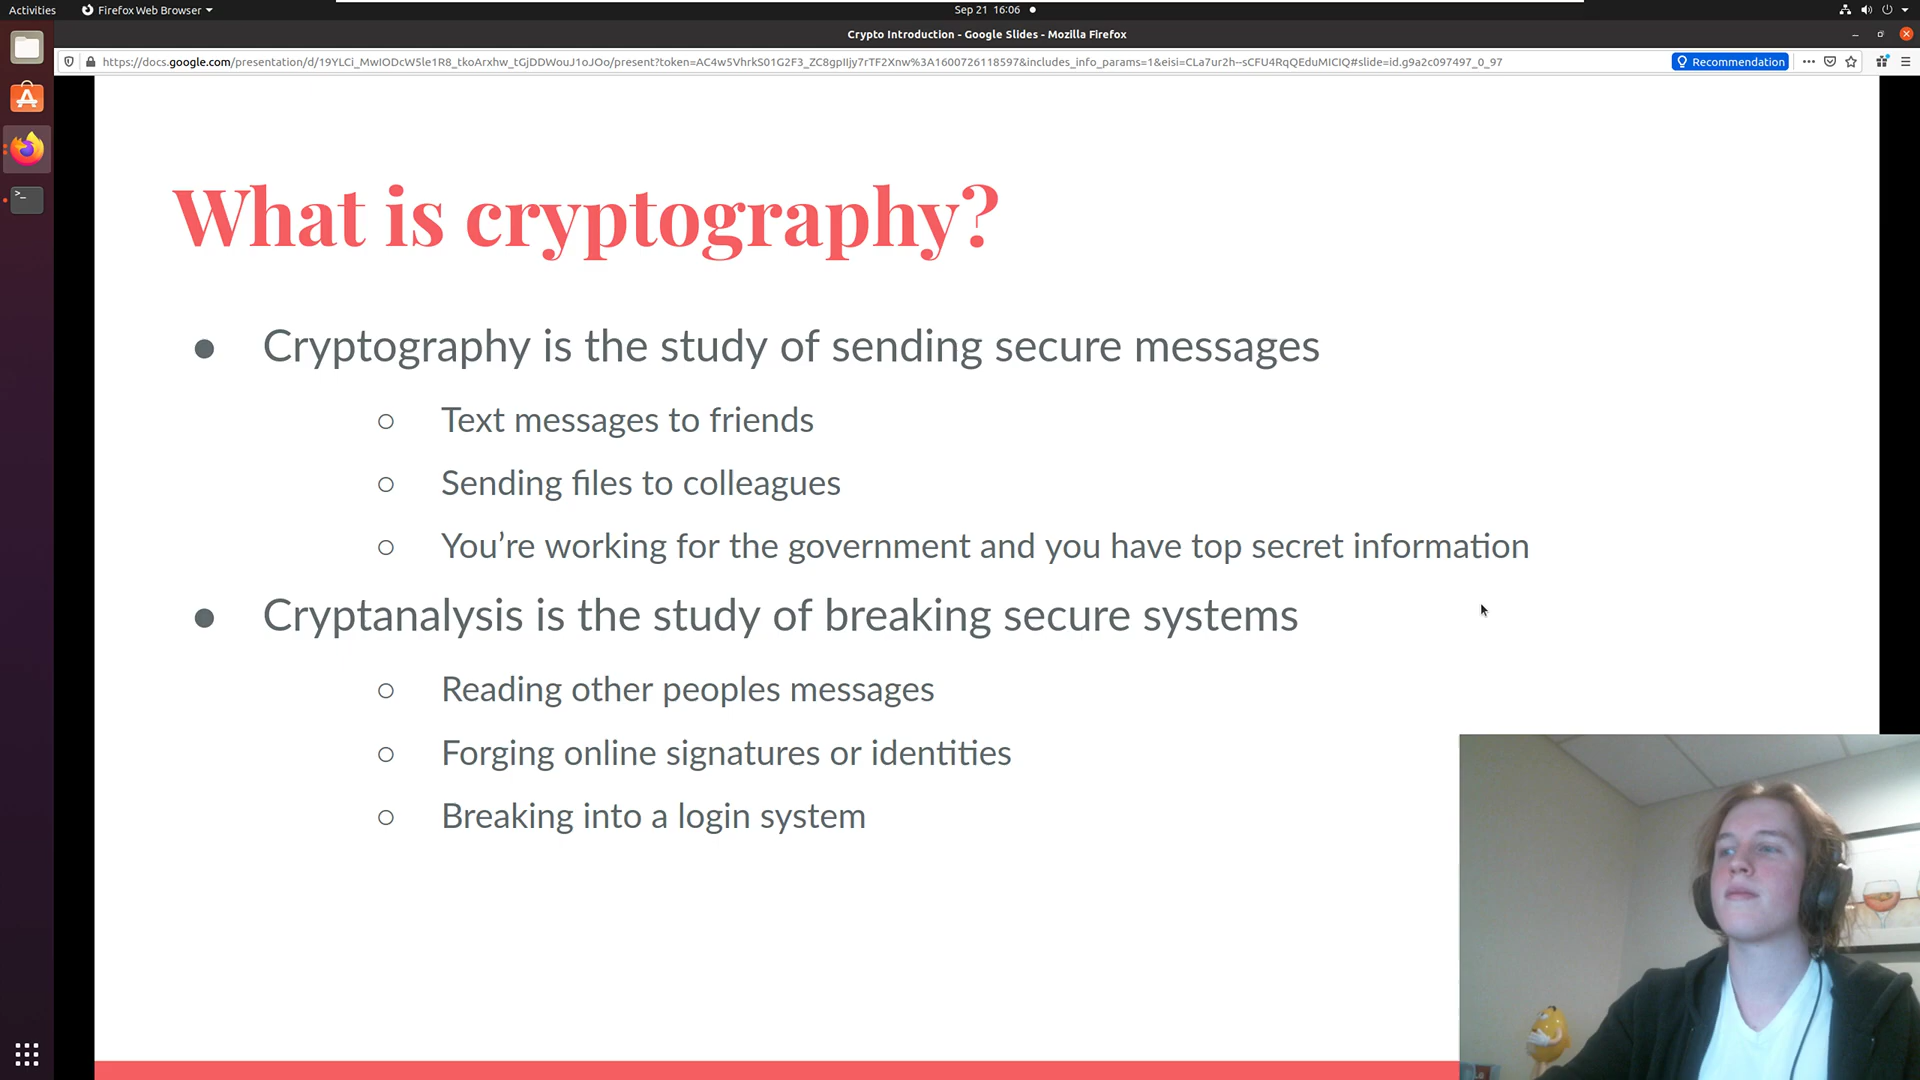 Activities
Firefox Web Browser
Sep 21 16:06
Crypto Introduction - Google Slides - Mozilla Firefox
https://docs.google.com/presentation/d/19YLCi_MwIODcW5le1R8_tkoArxhw_tGjDDWouJ1oJOo/present?token=AC4w5VhrkS01G2F3_ZC8gpIIjy7rTF2Xnw%3A1600726118597&includes_info_params=1&eisi=CLa7ur2h--sCFU4RqQEduMICIQ#slide=id.g9a2c097497_0_97
Recommendation
What is cryptography?
● Cryptography is the study of sending secure messages
○ Text messages to friends
○ Sending files to colleagues
○ You’re working for the government and you have top secret information
● Cryptanalysis is the study of breaking secure systems
○ Reading other peoples messages
○ Forging online signatures or identities
○ Breaking into a login system